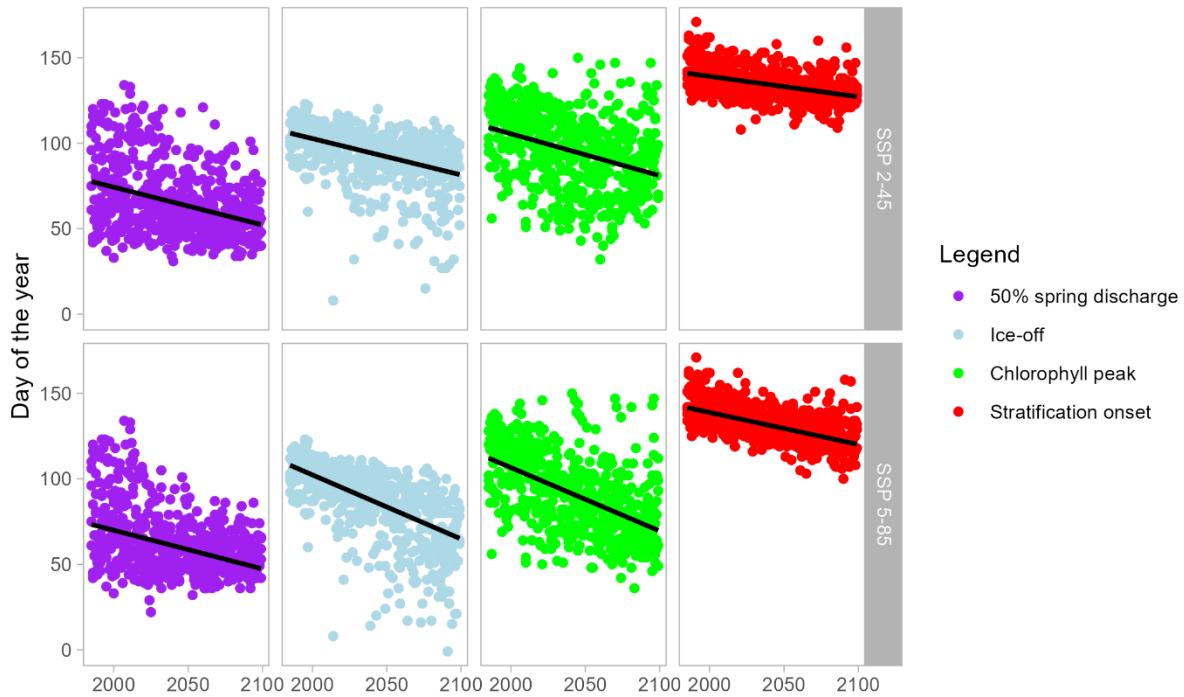 Day of the year
150
100
50
0
SSP 2-45
150
100
50
0
SSP 5-85
2000 2050 2100 2000 2050 2100 2000 2050 2100 2000 2050 2100
Legend
50% spring discharge
Ice-off
Chlorophyll peak
Stratification onset